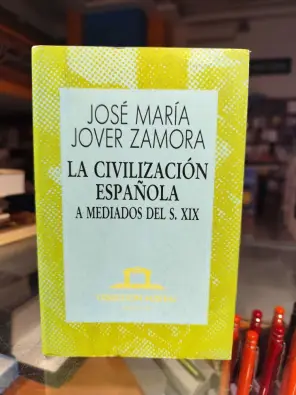 JOSÉ MARÍA
JOVER ZAMORA
LA CIVILIZACIÓN
ESPAÑOLA
A MEDIADOS DEL S. XIX